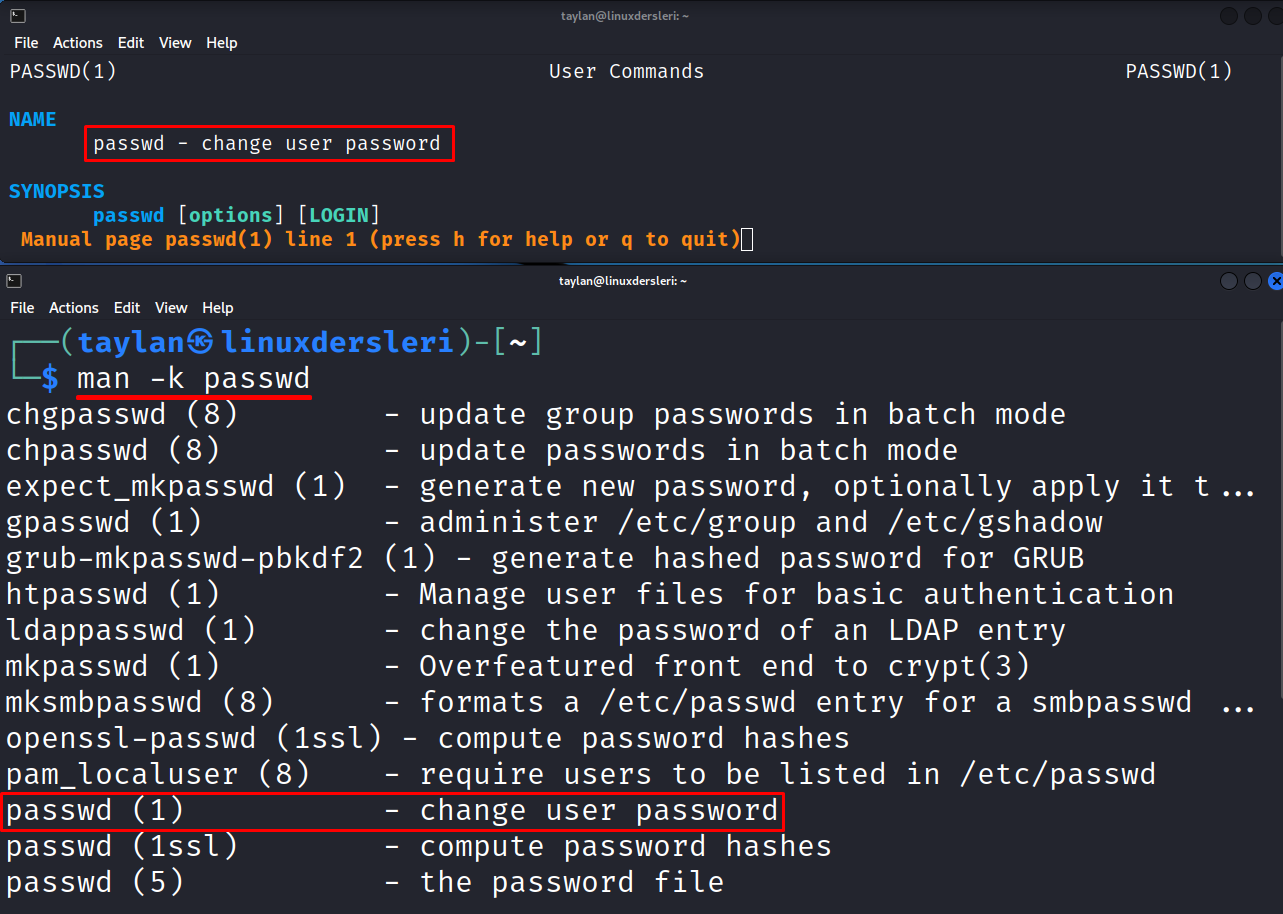 taylan@linuxdersleri: ~
File Actions Edit View Help
PASSWD(1) User Commands PASSWD(1)
NAME
passwd - change user password
SYNOPSIS
passwd [options] [LOGIN]
Manual page passwd(1) line 1 (press h for help or q to quit)
taylan@linuxdersleri: ~
File Actions Edit View Help
┌──(taylan㉿linuxdersleri)-[~]
└─$ man -k passwd
chgpasswd (8) - update group passwords in batch mode
chpasswd (8) - update passwords in batch mode
expect_mkpasswd (1) - generate new password, optionally apply it t...
gpasswd (1) - administer /etc/group and /etc/gshadow
grub-mkpasswd-pbkdf2 (1) - generate hashed password for GRUB
htpasswd (1) - Manage user files for basic authentication
ldappasswd (1) - change the password of an LDAP entry
mkpasswd (1) - Overfeatured front end to crypt(3)
mksmbpasswd (8) - formats a /etc/passwd entry for a smbpasswd ...
openssl-passwd (1ssl) - compute password hashes
pam_localuser (8) - require users to be listed in /etc/passwd
passwd (1) - change user password
passwd (1ssl) - compute password hashes
passwd (5) - the password file